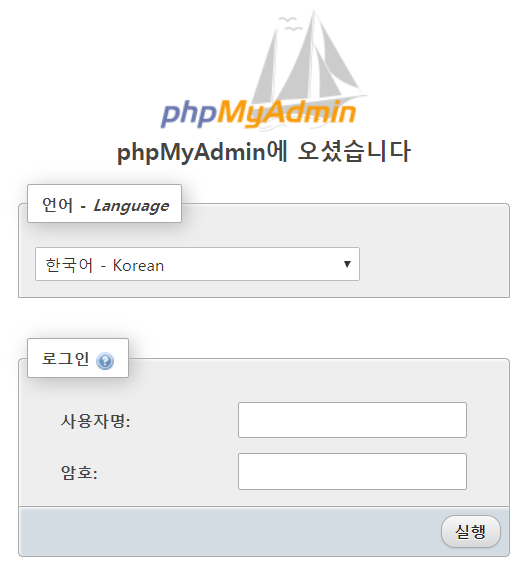 phpMyAdmin
phpMyAdmin에 오셨습니다
언어 - Language
한국어 - Korean
로그인
사용자명:
암호:
실행